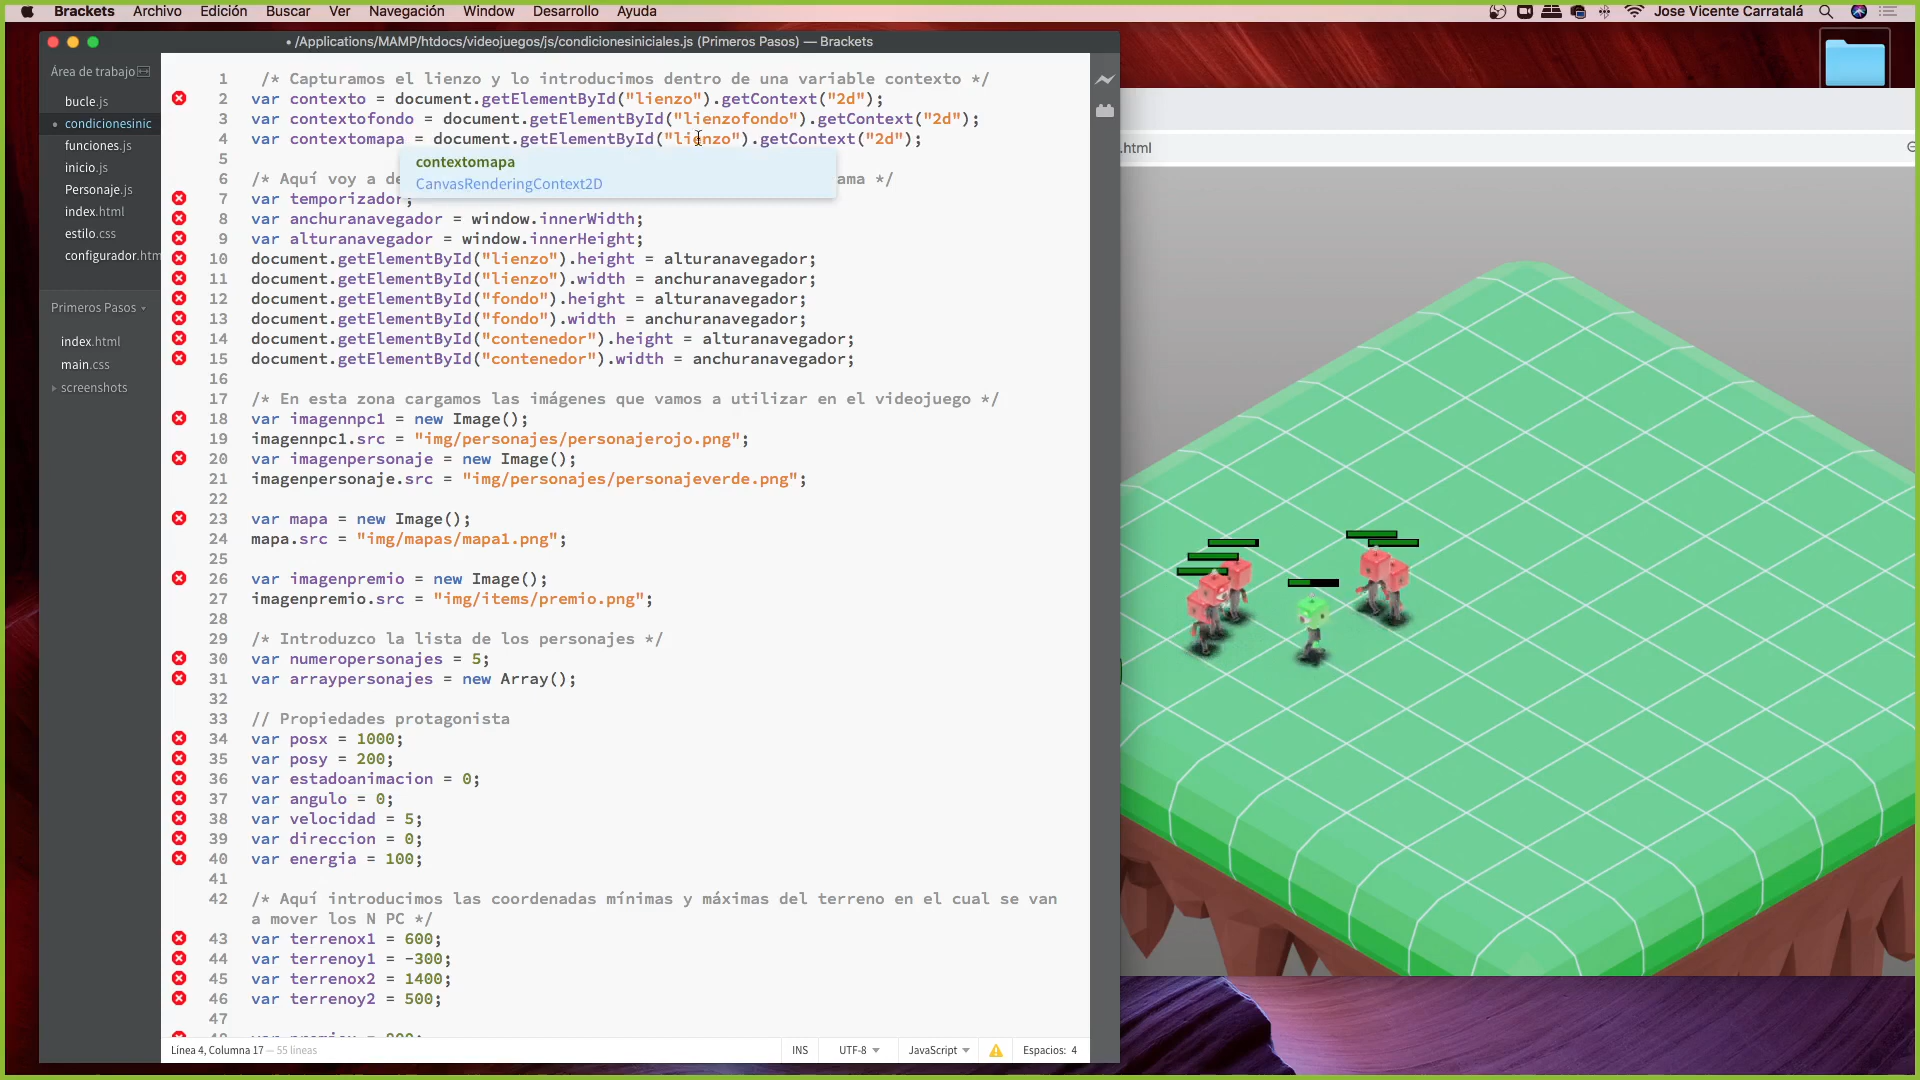 Brackets Archivo Edición Buscar Ver Navegación Window Desarrollo Ayuda
Jose Vicente Carratalá
• /Applications/MAMP/htdocs/videojuegos/js/condicionesiniciales.js (Primeros Pasos) — Brackets
Área de trabajo
bucle.js
condicionesinic
funciones.js
inicio.js
Personaje.js
index.html
estilo.css
configurador.htm
Primeros Pasos
index.html
main.css
screenshots
1 /* Capturamos el lienzo y lo introducimos dentro de una variable contexto */
2 var contexto = document.getElementById("lienzo").getContext("2d");
3 var contextofondo = document.getElementById("lienzofondo").getContext("2d");
4 var contextomapa = document.getElementById("lienzo").getContext("2d");
contextomapa
CanvasRenderingContext2D
5
6 /* Aquí voy a de ama */
7 var temporizador;
8 var anchuranavegador = window.innerWidth;
9 var alturanavegador = window.innerHeight;
10 document.getElementById("lienzo").height = alturanavegador;
11 document.getElementById("lienzo").width = anchuranavegador;
12 document.getElementById("fondo").height = alturanavegador;
13 document.getElementById("fondo").width = anchuranavegador;
14 document.getElementById("contenedor").height = alturanavegador;
15 document.getElementById("contenedor").width = anchuranavegador;
16
17 /* En esta zona cargamos las imágenes que vamos a utilizar en el videojuego */
18 var imagennpc1 = new Image();
19 imagennpc1.src = "img/personajes/personajerojo.png";
20 var imagenpersonaje = new Image();
21 imagenpersonaje.src = "img/personajes/personajeverde.png";
22
23 var mapa = new Image();
24 mapa.src = "img/mapas/mapa1.png";
25
26 var imagenpremio = new Image();
27 imagenpremio.src = "img/items/premio.png";
28
29 /* Introduzco la lista de los personajes */
30 var numeropersonajes = 5;
31 var arraypersonajes = new Array();
32
33 // Propiedades protagonista
34 var posx = 1000;
35 var posy = 200;
36 var estadoanimacion = 0;
37 var angulo = 0;
38 var velocidad = 5;
39 var direccion = 0;
40 var energia = 100;
41
42 /* Aquí introducimos las coordenadas mínimas y máximas del terreno en el cual se van
a mover los N PC */
43 var terrenox1 = 600;
44 var terrenoy1 = -300;
45 var terrenox2 = 1400;
46 var terrenoy2 = 500;
47
Línea 4, Columna 17 — 55 líneas
INS UTF-8 JavaScript Espacios: 4
.html